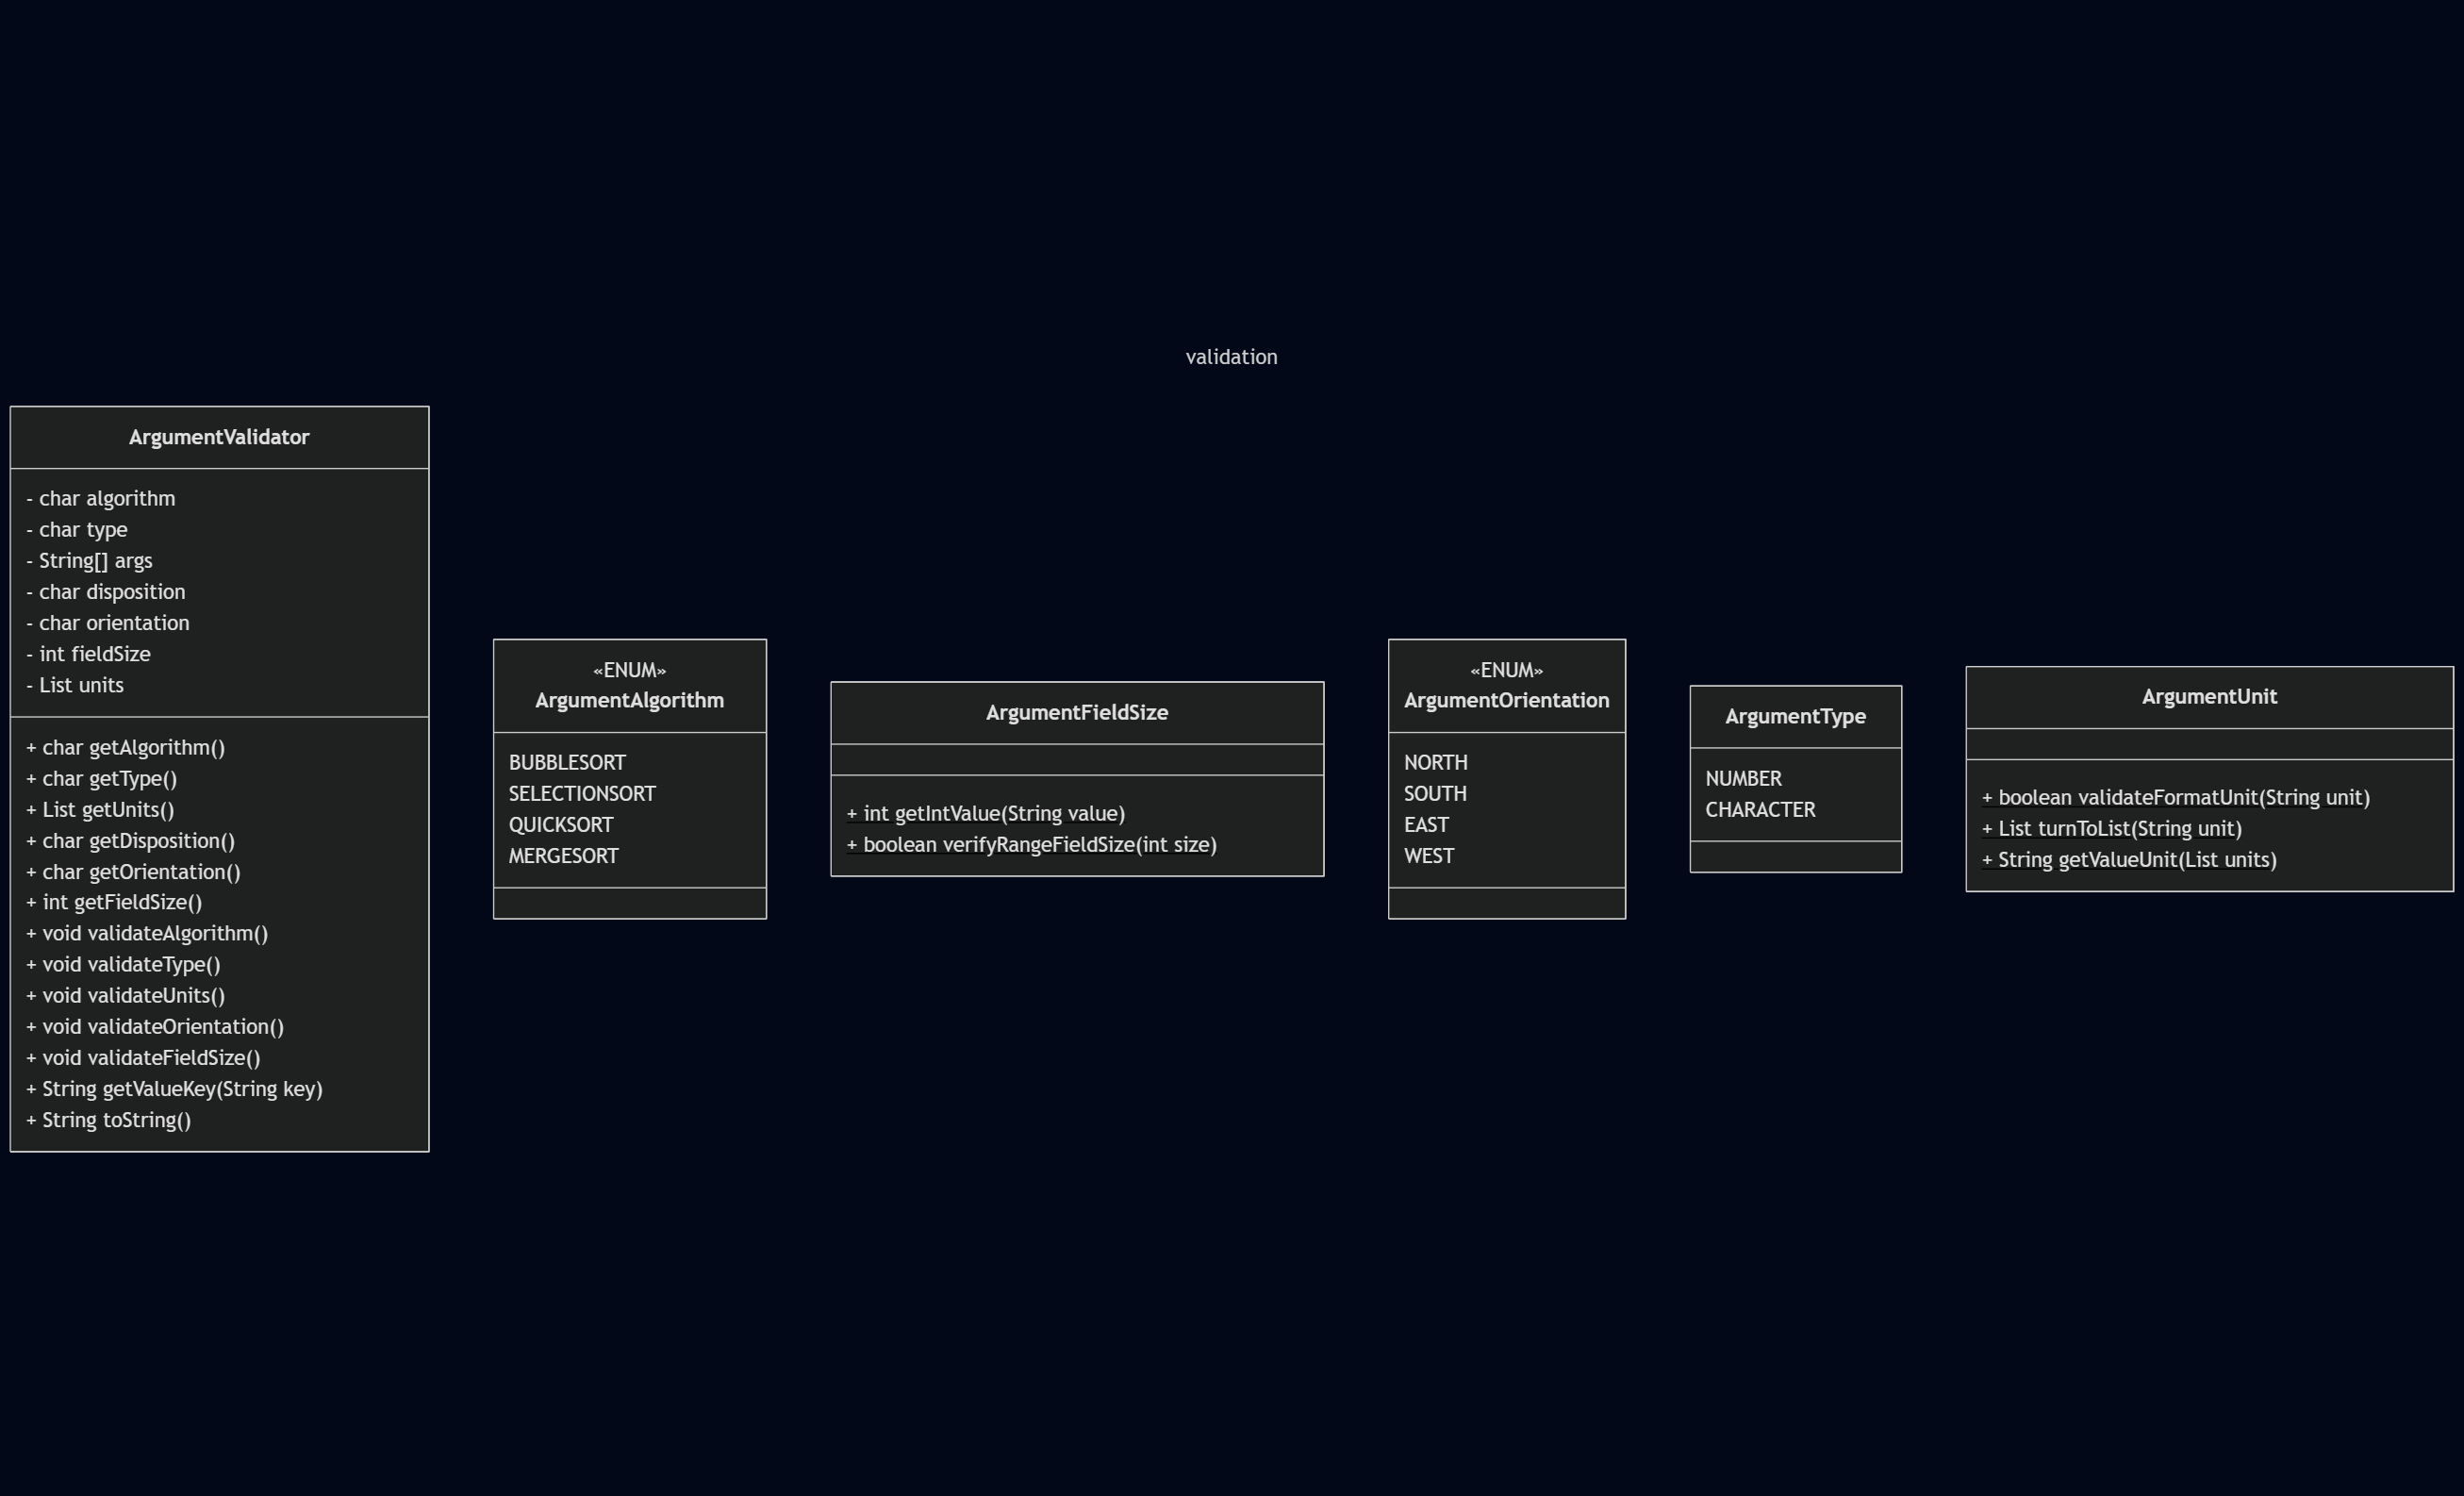 validation
ArgumentValidator
- char algorithm
- char type
- String[] args
- char disposition
- char orientation
- int fieldSize
- List units
+ char getAlgorithm()
+ char getType()
+ List getUnits()
+ char getDisposition()
+ char getOrientation()
+ int getFieldSize()
+ void validateAlgorithm()
+ void validateType()
+ void validateUnits()
+ void validateOrientation()
+ void validateFieldSize()
+ String getValueKey(String key)
+ String toString()
«ENUM»
ArgumentAlgorithm
BUBBLESORT
SELECTIONSORT
QUICKSORT
MERGESORT
ArgumentFieldSize
+ int getIntValue(String value)
+ boolean verifyRangeFieldSize(int size)
«ENUM»
ArgumentOrientation
NORTH
SOUTH
EAST
WEST
ArgumentType
NUMBER
CHARACTER
ArgumentUnit
+ boolean validateFormatUnit(String unit)
+ List turnToList(String unit)
+ String getValueUnit(List units)